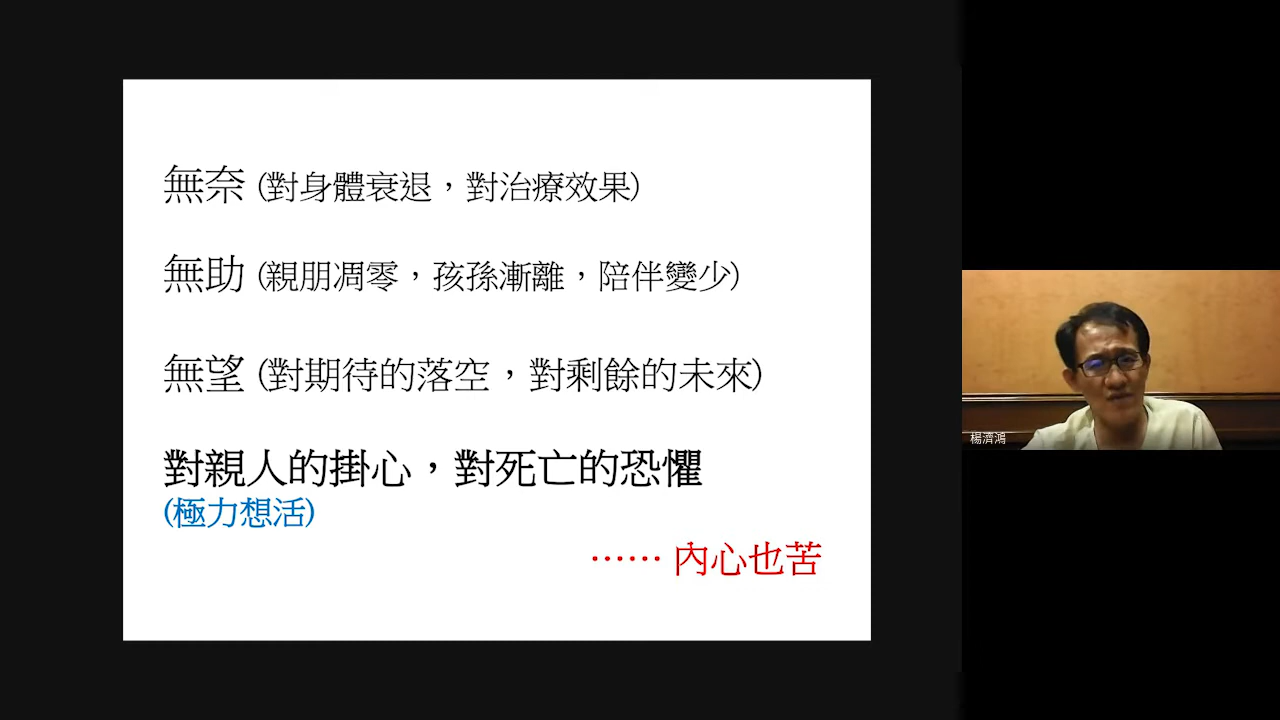 無奈 (對身體衰退，對治療效果)
無助 (親朋凋零，孩孫漸離，陪伴變少)
無望 (對期待的落空，對剩餘的未來)
對親人的掛心，對死亡的恐懼
(極力想活)
…… 內心也苦
楊濟鴻